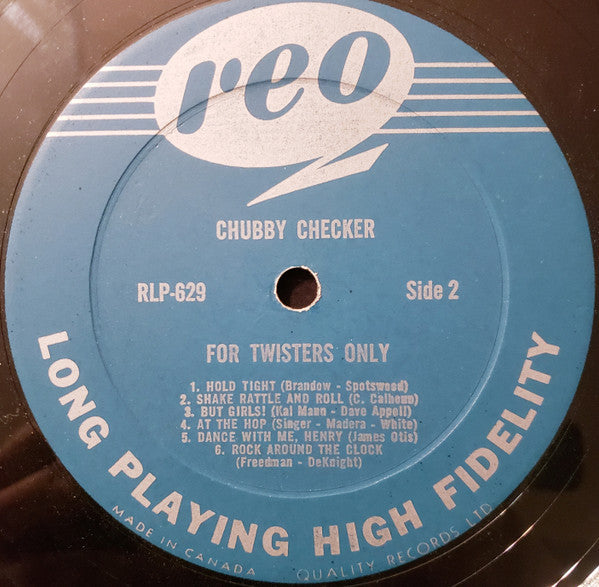 reo
CHUBBY CHECKER
RLP-629
Side 2
FOR TWISTERS ONLY
1. HOLD TIGHT (Brandow - Spotswood)
2. SHAKE RATTLE AND ROLL (C. Calhoun)
3. BUT GIRLS! (Kal Mann - Dave Appell)
4. AT THE HOP (Singer - Madera - White)
5. DANCE WITH ME, HENRY (James Otis)
6. ROCK AROUND THE CLOCK
(Freedman - DeKnight)
LONG PLAYING HIGH FIDELITY
MADE IN CANADA QUALITY RECORDS LTD.